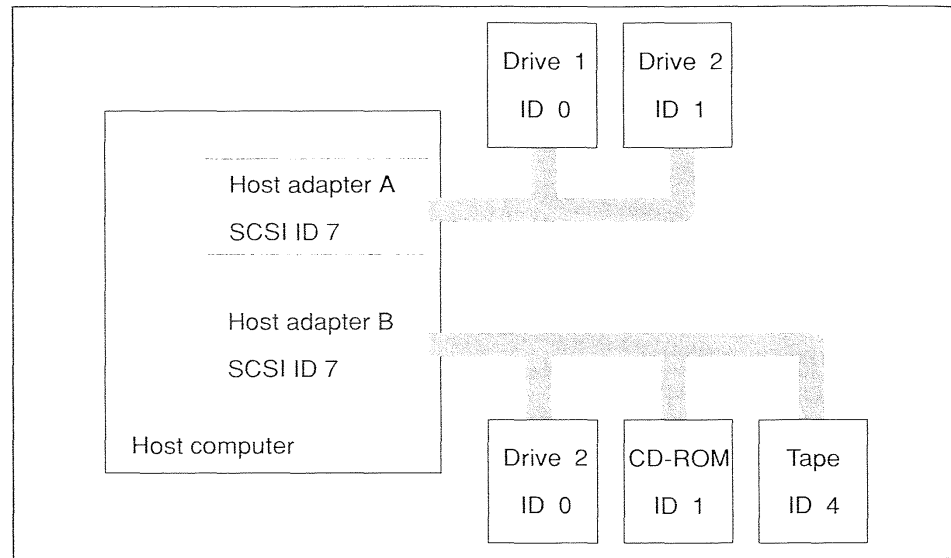 Drive 1
ID 0
Drive 2
ID 1
Host adapter A
SCSI ID 7
Host adapter B
SCSI ID 7
Host computer
Drive 2
ID 0
CD-ROM
ID 1
Tape
ID 4